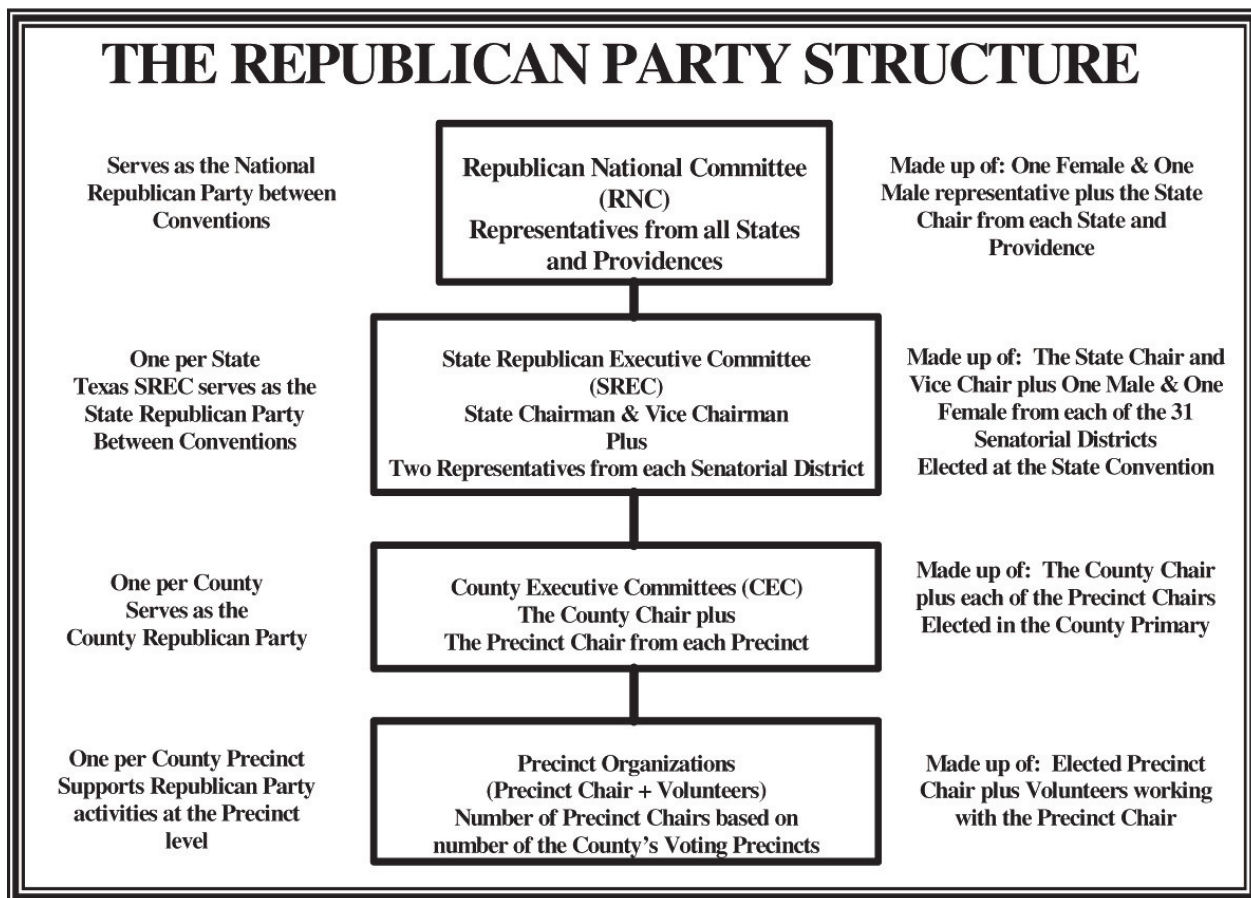 THE REPUBLICAN PARTY STRUCTURE
Serves as the National
Republican Party between
Conventions
Republican National Committee
(RNC)
Representatives from all States
and Providences
Made up of: One Female & One
Male representative plus the State
Chair from each State and
Providence
One per State
Texas SREC serves as the
State Republican Party
Between Conventions
State Republican Executive Committee
(SREC)
State Chairman & Vice Chairman
Plus
Two Representatives from each Senatorial District
Made up of: The State Chair and
Vice Chair plus One Male & One
Female from each of the 31
Senatorial Districts
Elected at the State Convention
One per County
Serves as the
County Republican Party
County Executive Committees (CEC)
The County Chair plus
The Precinct Chair from each Precinct
Made up of: The County Chair
plus each of the Precinct Chairs
Elected in the County Primary
One per County Precinct
Supports Republican Party
activities at the Precinct
level
Precinct Organizations
(Precinct Chair + Volunteers)
Number of Precinct Chairs based on
number of the County's Voting Precincts
Made up of: Elected Precinct
Chair plus Volunteers working
with the Precinct Chair